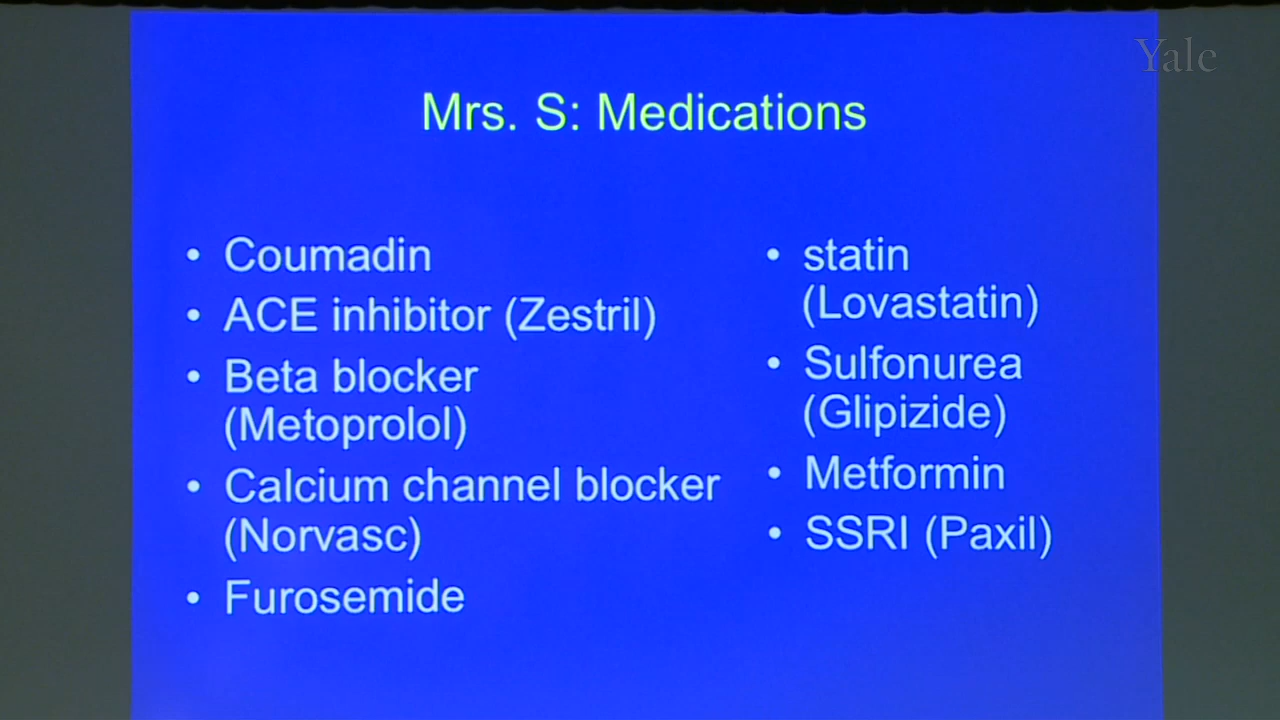 Yale
Mrs. S: Medications
• Coumadin
• ACE inhibitor (Zestril)
• Beta blocker
(Metoprolol)
• Calcium channel blocker
(Norvasc)
• Furosemide
• statin
(Lovastatin)
• Sulfonurea
(Glipizide)
• Metformin
• SSRI (Paxil)